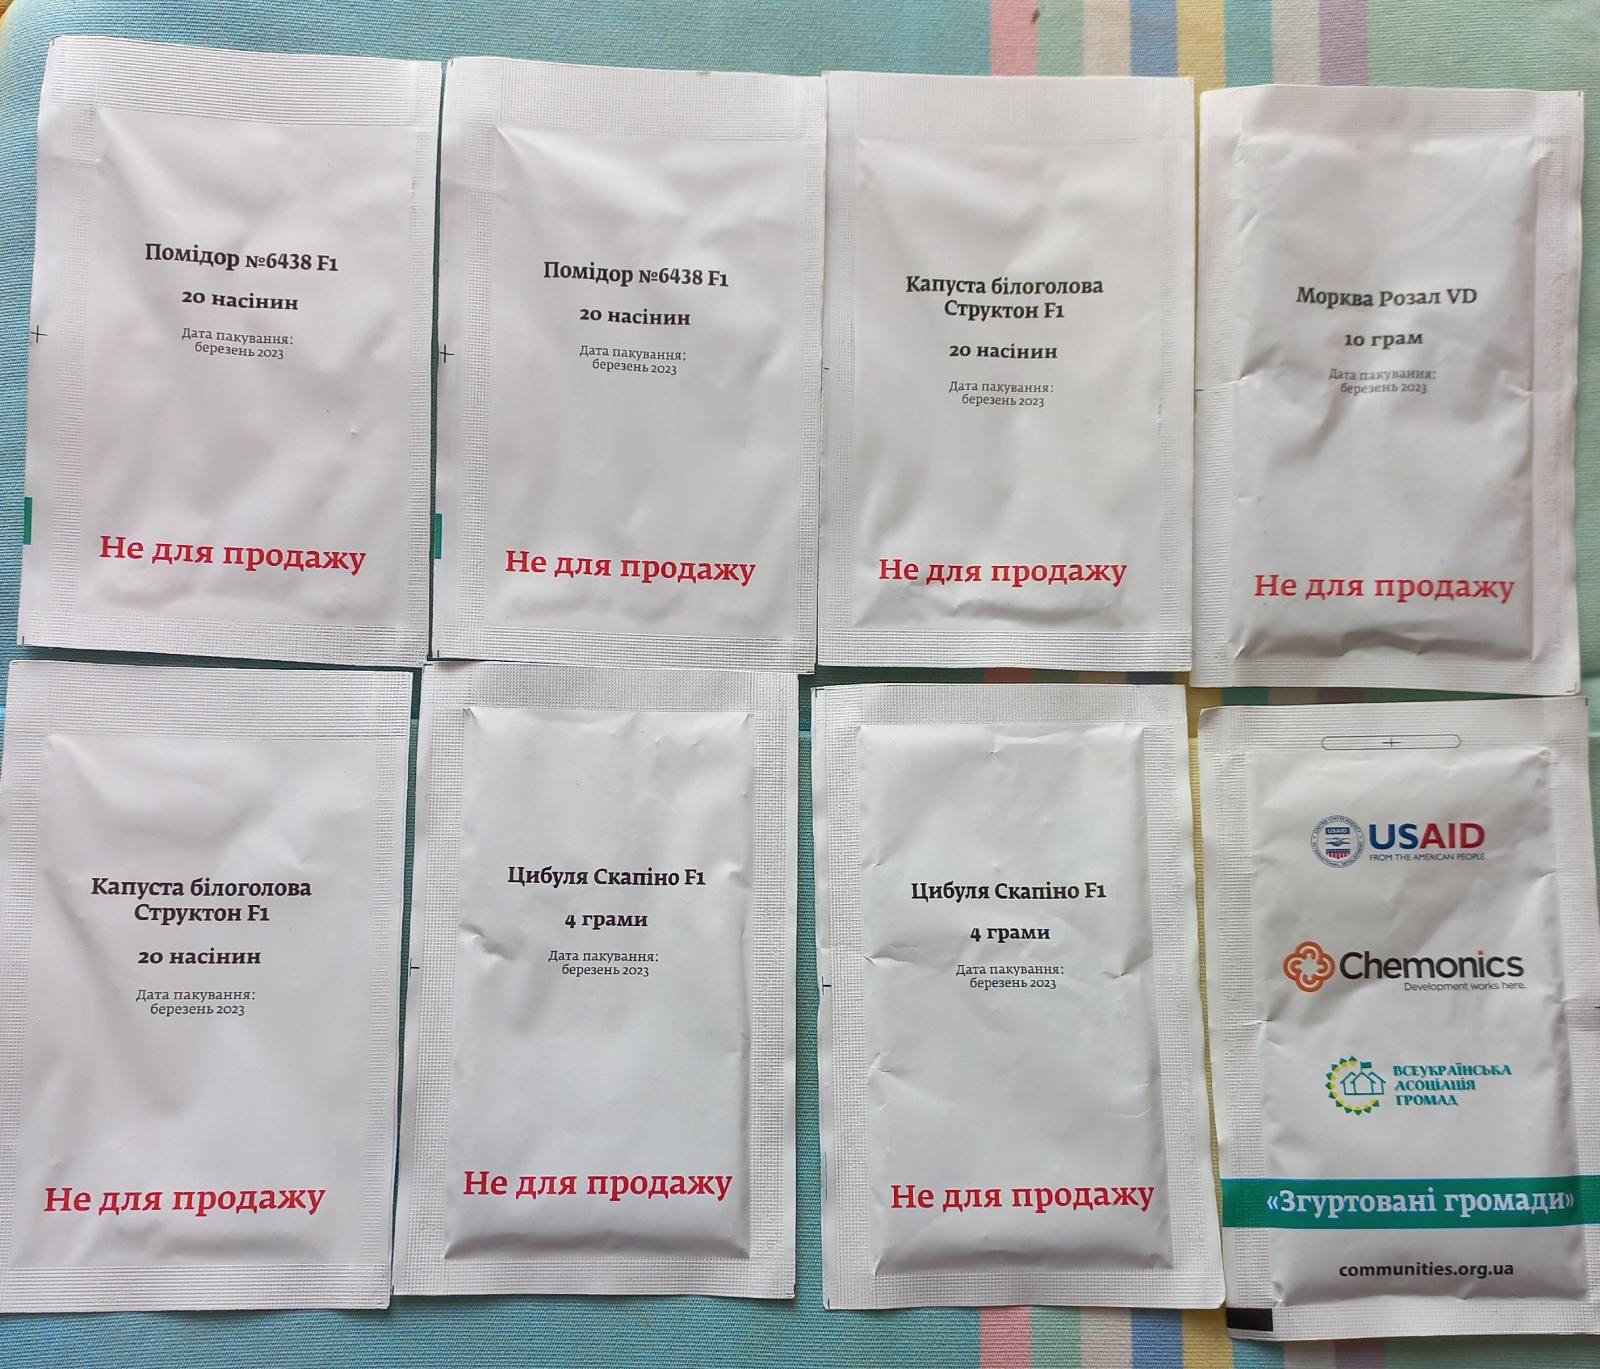 Помідор №6438 F1
20 насінин
Дата пакування:
березень 2023
Не для продажу
Помідор №6438 F1
20 насінин
Дата пакування:
березень 2023
Не для продажу
Капуста білоголова
Структон F1
20 насінин
Дата пакування:
березень 2023
Не для продажу
Морква Розал VD
10 грам
Дата пакування:
березень 2023
Не для продажу
Капуста білоголова
Структон F1
20 насінин
Дата пакування:
березень 2023
Не для продажу
Цибуля Скапіно F1
4 грами
Дата пакування:
березень 2023
Не для продажу
Цибуля Скапіно F1
4 грами
Дата пакування:
березень 2023
Не для продажу
USAID
USAID
FROM THE AMERICAN PEOPLE
Chemonics
Development works here.
ВСЕУКРАЇНСЬКА
АСОЦІАЦІЯ
ГРОМАД
«Згуртовані громади»
communities.org.ua